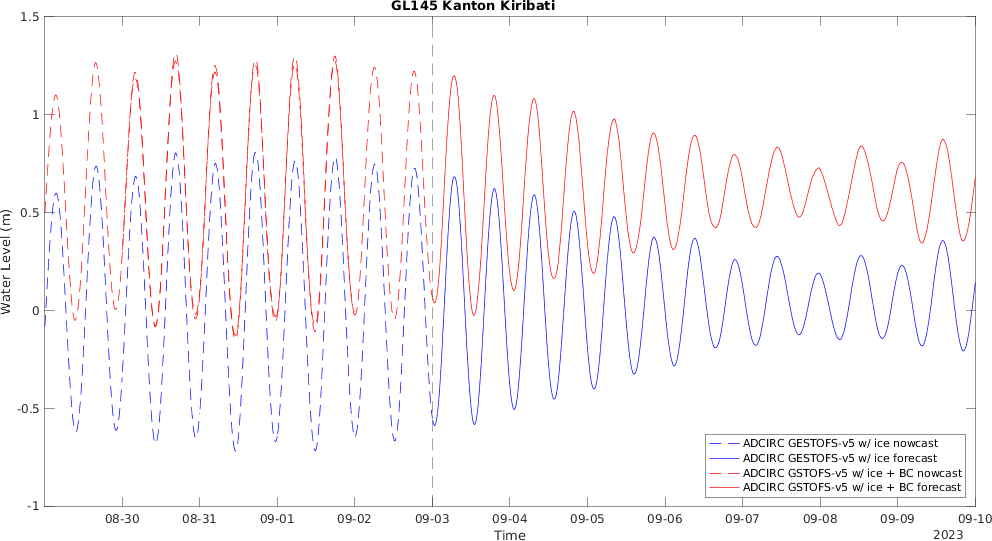 GL145 Kanton Kiribati
1.5
1
0.5
0
-0.5
-1
Water Level (m)
08-30 08-31 09-01 09-02 09-03 09-04 09-05 09-06 09-07 09-08 09-09 09-10
Time
2023
ADCIRC GESTOFS-v5 w/ ice nowcast
ADCIRC GESTOFS-v5 w/ ice forecast
ADCIRC GSTOFS-v5 w/ ice + BC nowcast
ADCIRC GSTOFS-v5 w/ ice + BC forecast